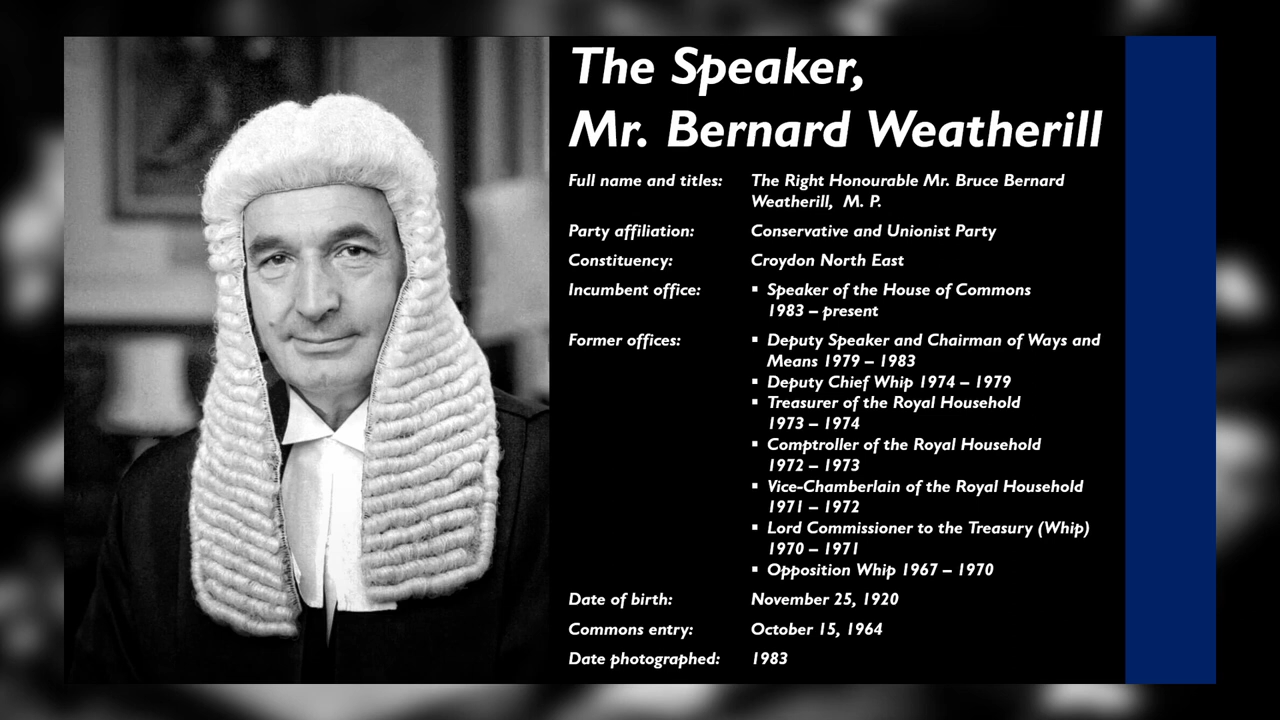 The Speaker,
Mr. Bernard Weatherill
Full name and titles: The Right Honourable Mr. Bruce Bernard
Weatherill, M. P.
Party affiliation: Conservative and Unionist Party
Constituency: Croydon North East
Incumbent office: ▪ Speaker of the House of Commons
1983 – present
Former offices: ▪ Deputy Speaker and Chairman of Ways and
Means 1979 – 1983
▪ Deputy Chief Whip 1974 – 1979
▪ Treasurer of the Royal Household
1973 – 1974
▪ Comptroller of the Royal Household
1972 – 1973
▪ Vice-Chamberlain of the Royal Household
1971 – 1972
▪ Lord Commissioner to the Treasury (Whip)
1970 – 1971
▪ Opposition Whip 1967 – 1970
Date of birth: November 25, 1920
Commons entry: October 15, 1964
Date photographed: 1983